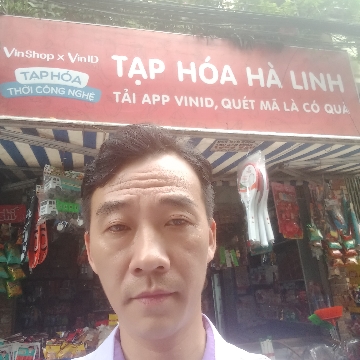 VinShop x VinID
TẠP HÓA
THỜI CÔNG NGHỆ
TẠP HÓA HÀ LINH
TẢI APP VINID, QUÉT MÃ LÀ CÓ QUÀ